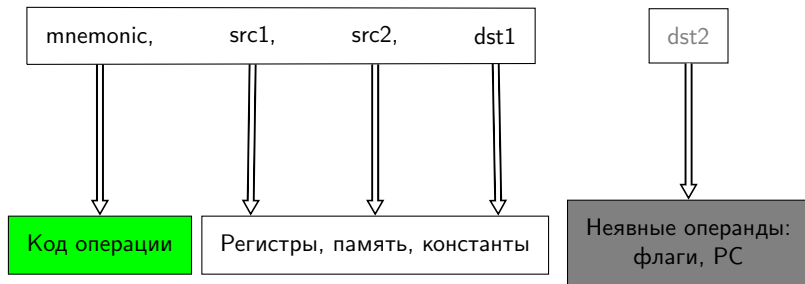 mnemonic, src1, src2, dst1 dst2
Код операции Регистры, память, константы
Неявные операнды:
флаги, PC